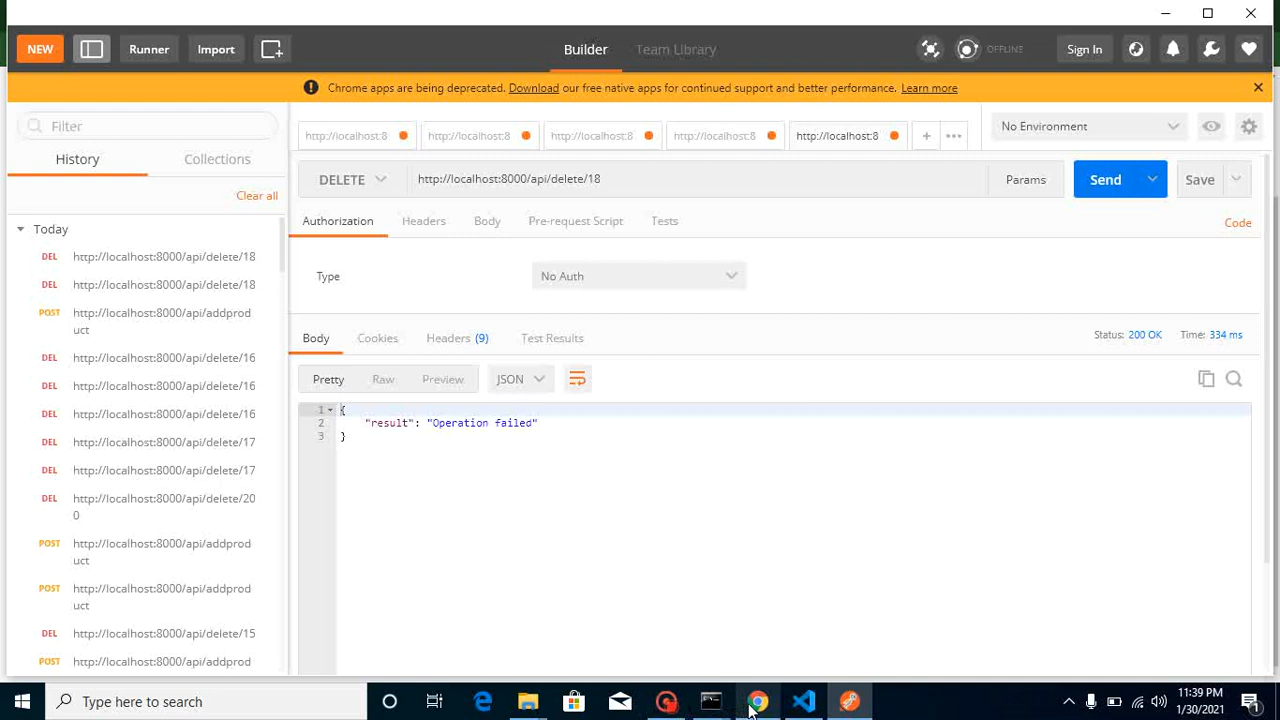 NEW
Runner
Import
Builder
Team Library
OFFLINE
Sign In
! Chrome apps are being deprecated. Download our free native apps for continued support and better performance. Learn more
Filter
History
Collections
Clear all
Today
DEL http://localhost:8000/api/delete/18
DEL http://localhost:8000/api/delete/18
POST http://localhost:8000/api/addprod
uct
DEL http://localhost:8000/api/delete/16
DEL http://localhost:8000/api/delete/16
DEL http://localhost:8000/api/delete/16
DEL http://localhost:8000/api/delete/17
DEL http://localhost:8000/api/delete/17
DEL http://localhost:8000/api/delete/20
0
POST http://localhost:8000/api/addprod
uct
POST http://localhost:8000/api/addprod
uct
DEL http://localhost:8000/api/delete/15
POST http://localhost:8000/api/addprod
http://localhost:8
http://localhost:8
http://localhost:8
http://localhost:8
http://localhost:8
No Environment
DELETE
http://localhost:8000/api/delete/18
Params
Send
Save
Authorization
Headers
Body
Pre-request Script
Tests
Code
Type
No Auth
Body
Cookies
Headers (9)
Test Results
Status: 200 OK
Time: 334 ms
Pretty
Raw
Preview
JSON
1 {
2 "result": "Operation failed"
3 }
Type here to search
11:39 PM
1/30/2021
1